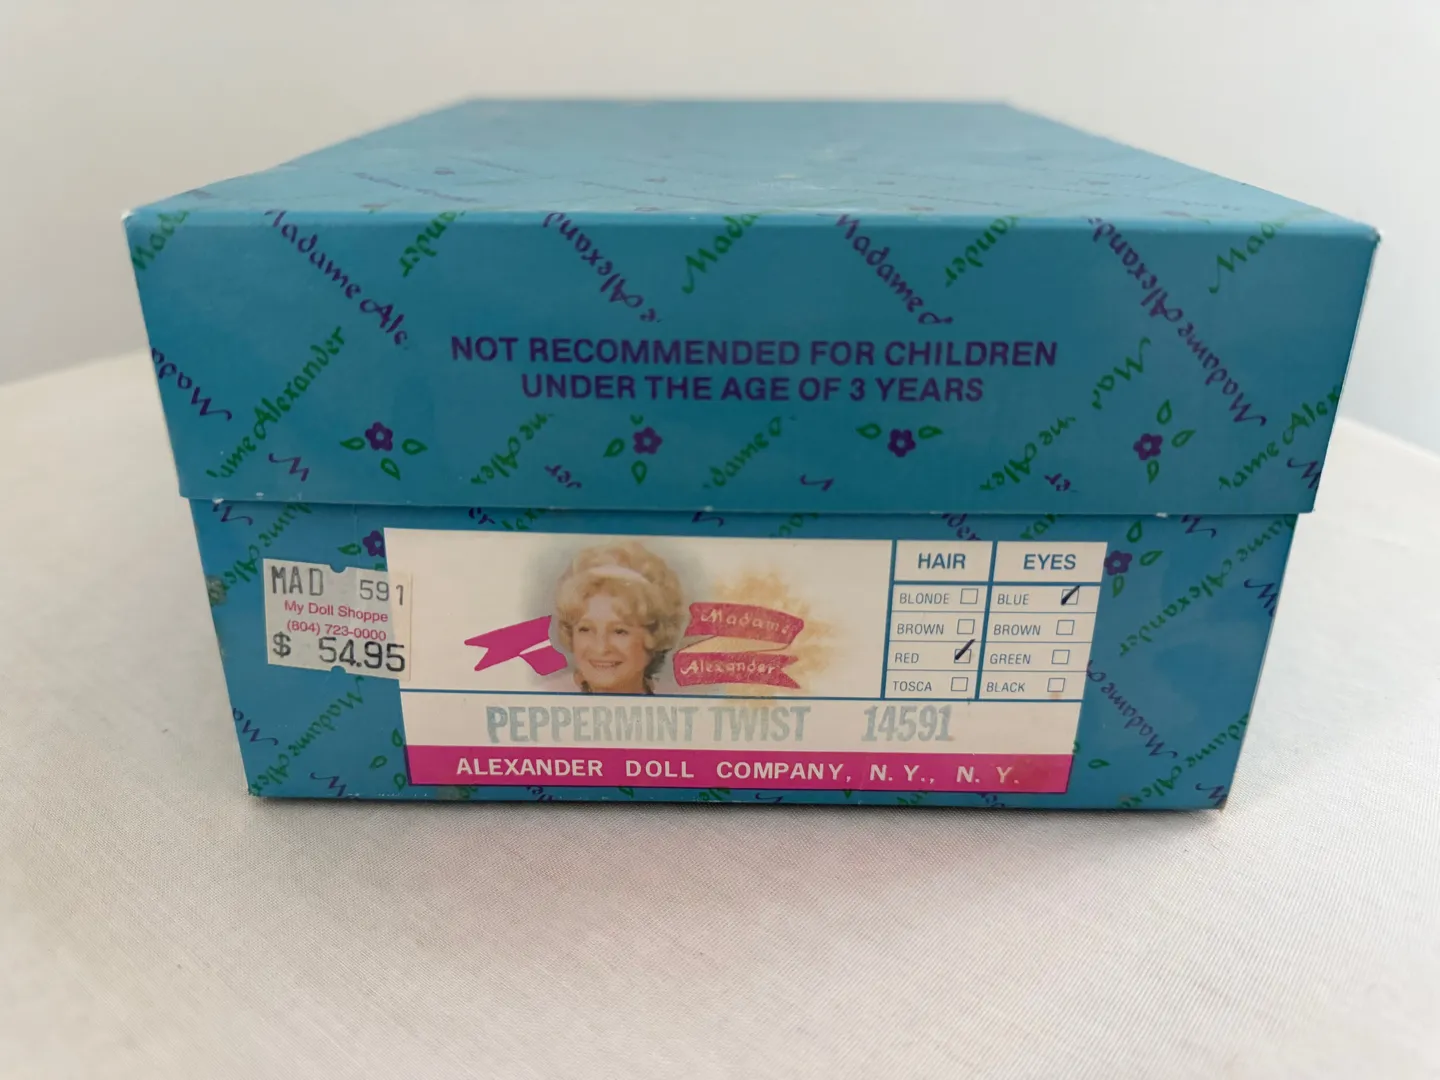 NOT RECOMMENDED FOR CHILDREN
UNDER THE AGE OF 3 YEARS
MAD 591
My Doll Shoppe
(804) 723-0000
$ 54.95
Madame
Alexander
HAIR EYES
BLONDE BLUE
BROWN BROWN
RED GREEN
TOSCA BLACK
PEPPERMINT TWIST 14591
ALEXANDER DOLL COMPANY, N. Y., N. Y.
Madame Alexander